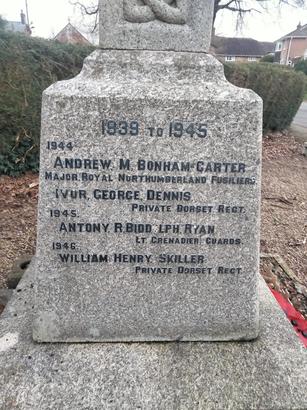 1939 TO 1945
1944
ANDREW. M. BONHAM-CARTER
MAJOR, ROYAL NORTHUMBERLAND FUSILIERS
IVOR, GEORGE, DENNIS
PRIVATE DORSET REGT.
1945.
ANTONY. R. BIDD LPH. RYAN
LT. GRENADIER GUARDS.
1946.
WILLIAM HENRY SKILLER
PRIVATE DORSET REGT.